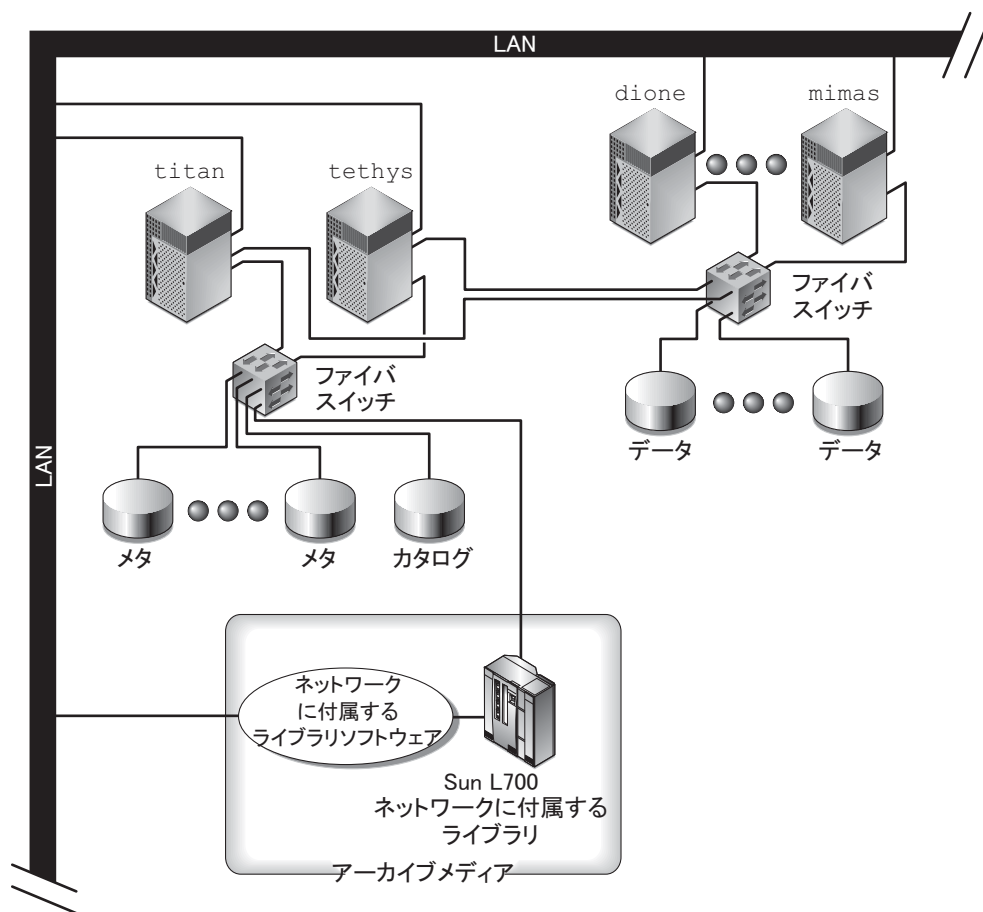 LAN
dione
mimas
titan
tethys
ファイバ
スイッチ
ファイバ
スイッチ
データ
データ
LAN
メタ
メタ
カタログ
ネットワーク
に付属する
ライブラリソフトウェア
Sun L700
ネットワークに付属する
ライブラリ
アーカイブメディア